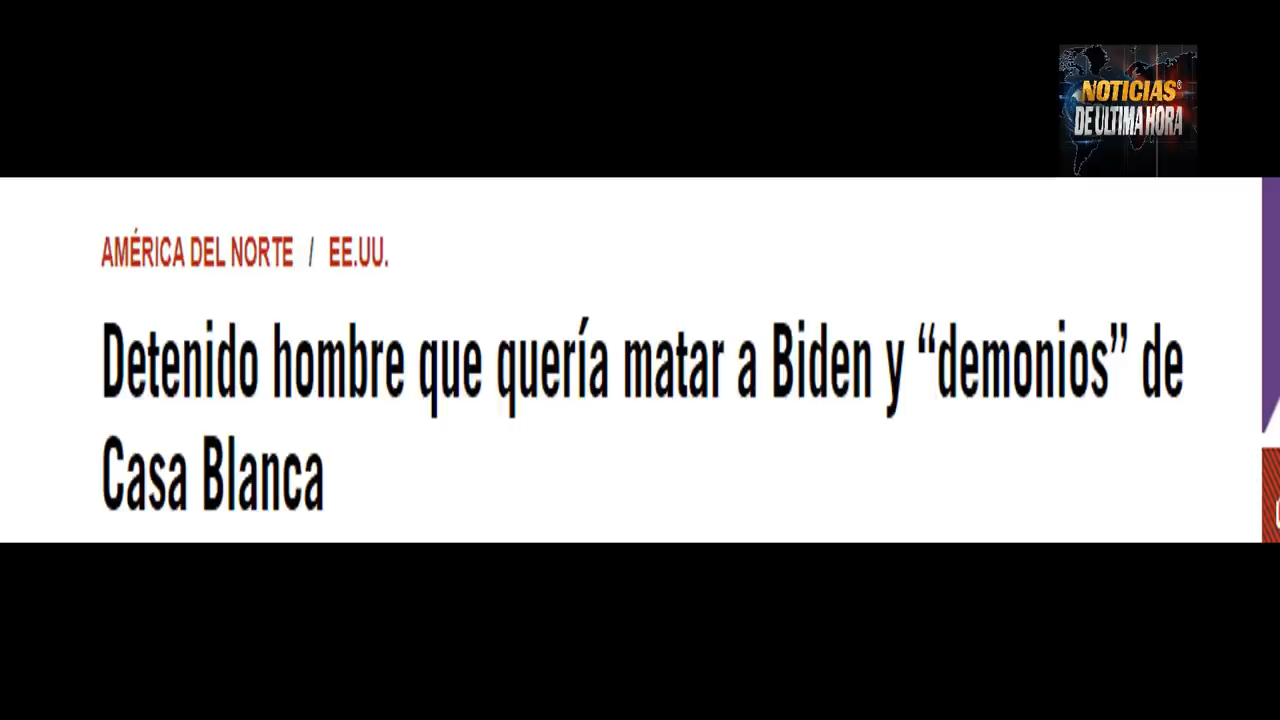 NOTICIAS®
DE ULTIMA HORA
AMÉRICA DEL NORTE / EE.UU.
Detenido hombre que quería matar a Biden y “demonios” de
Casa Blanca